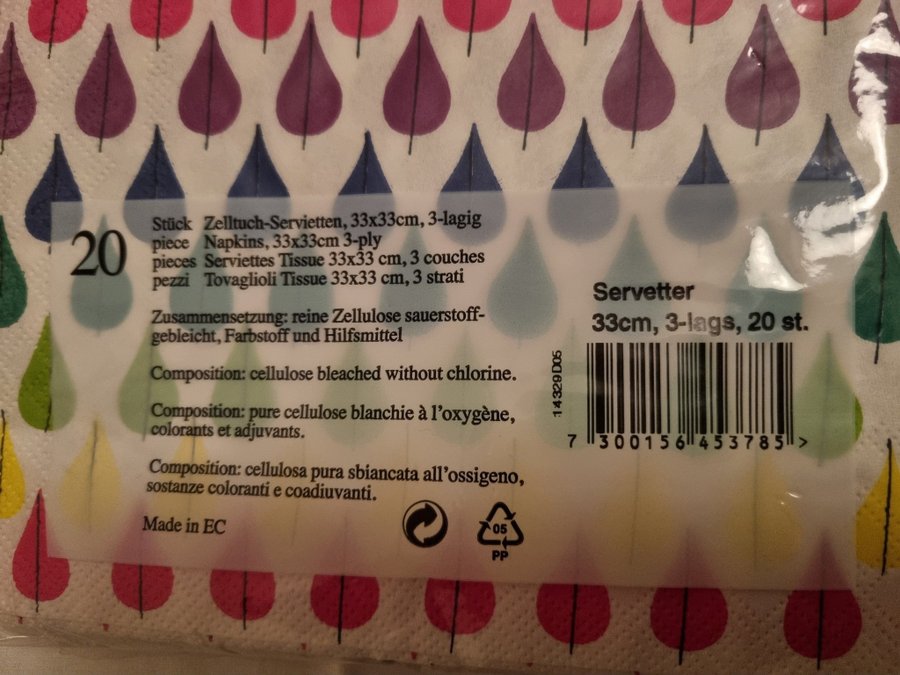 20
Stück Zelltuch-Servietten, 33x33cm, 3-lagig
piece Napkins, 33x33cm 3-ply
pieces Serviettes Tissue 33x33 cm, 3 couches
pezzi Tovaglioli Tissue 33x33 cm, 3 strati
Zusammensetzung: reine Zellulose sauerstoff-
gebleicht, Farbstoff und Hilfsmittel
Composition: cellulose bleached without chlorine.
Composition: pure cellulose blanchie à l'oxygène,
colorants et adjuvants.
Composition: cellulosa pura sbiancata all'ossigeno,
sostanze coloranti e coadiuvanti.
Made in EC
05
PP
Servetter
33cm, 3-lags, 20 st.
14329D05
7 300156 453785 >